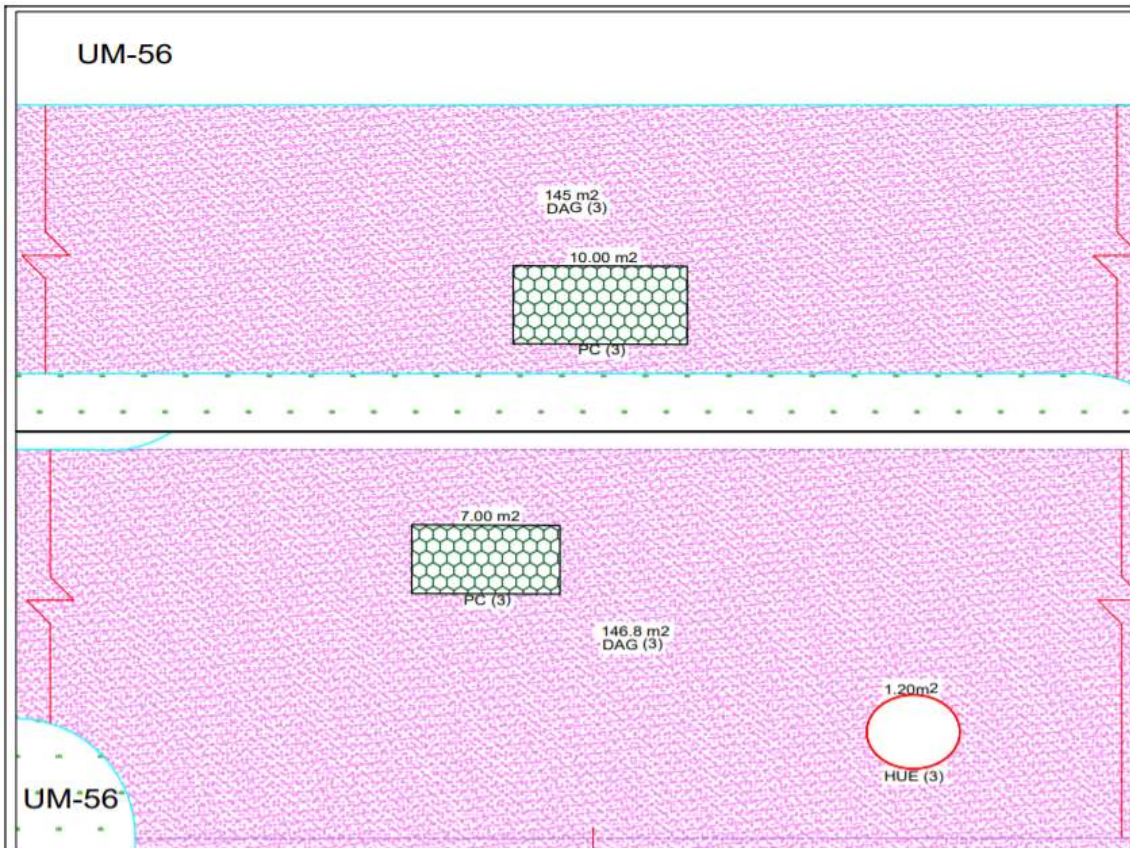 UM-56
145 m2
DAG (3)
10.00 m2
PC (3)
7.00 m2
PC (3)
146.8 m2
DAG (3)
1.20m2
HUE (3)
UM-56